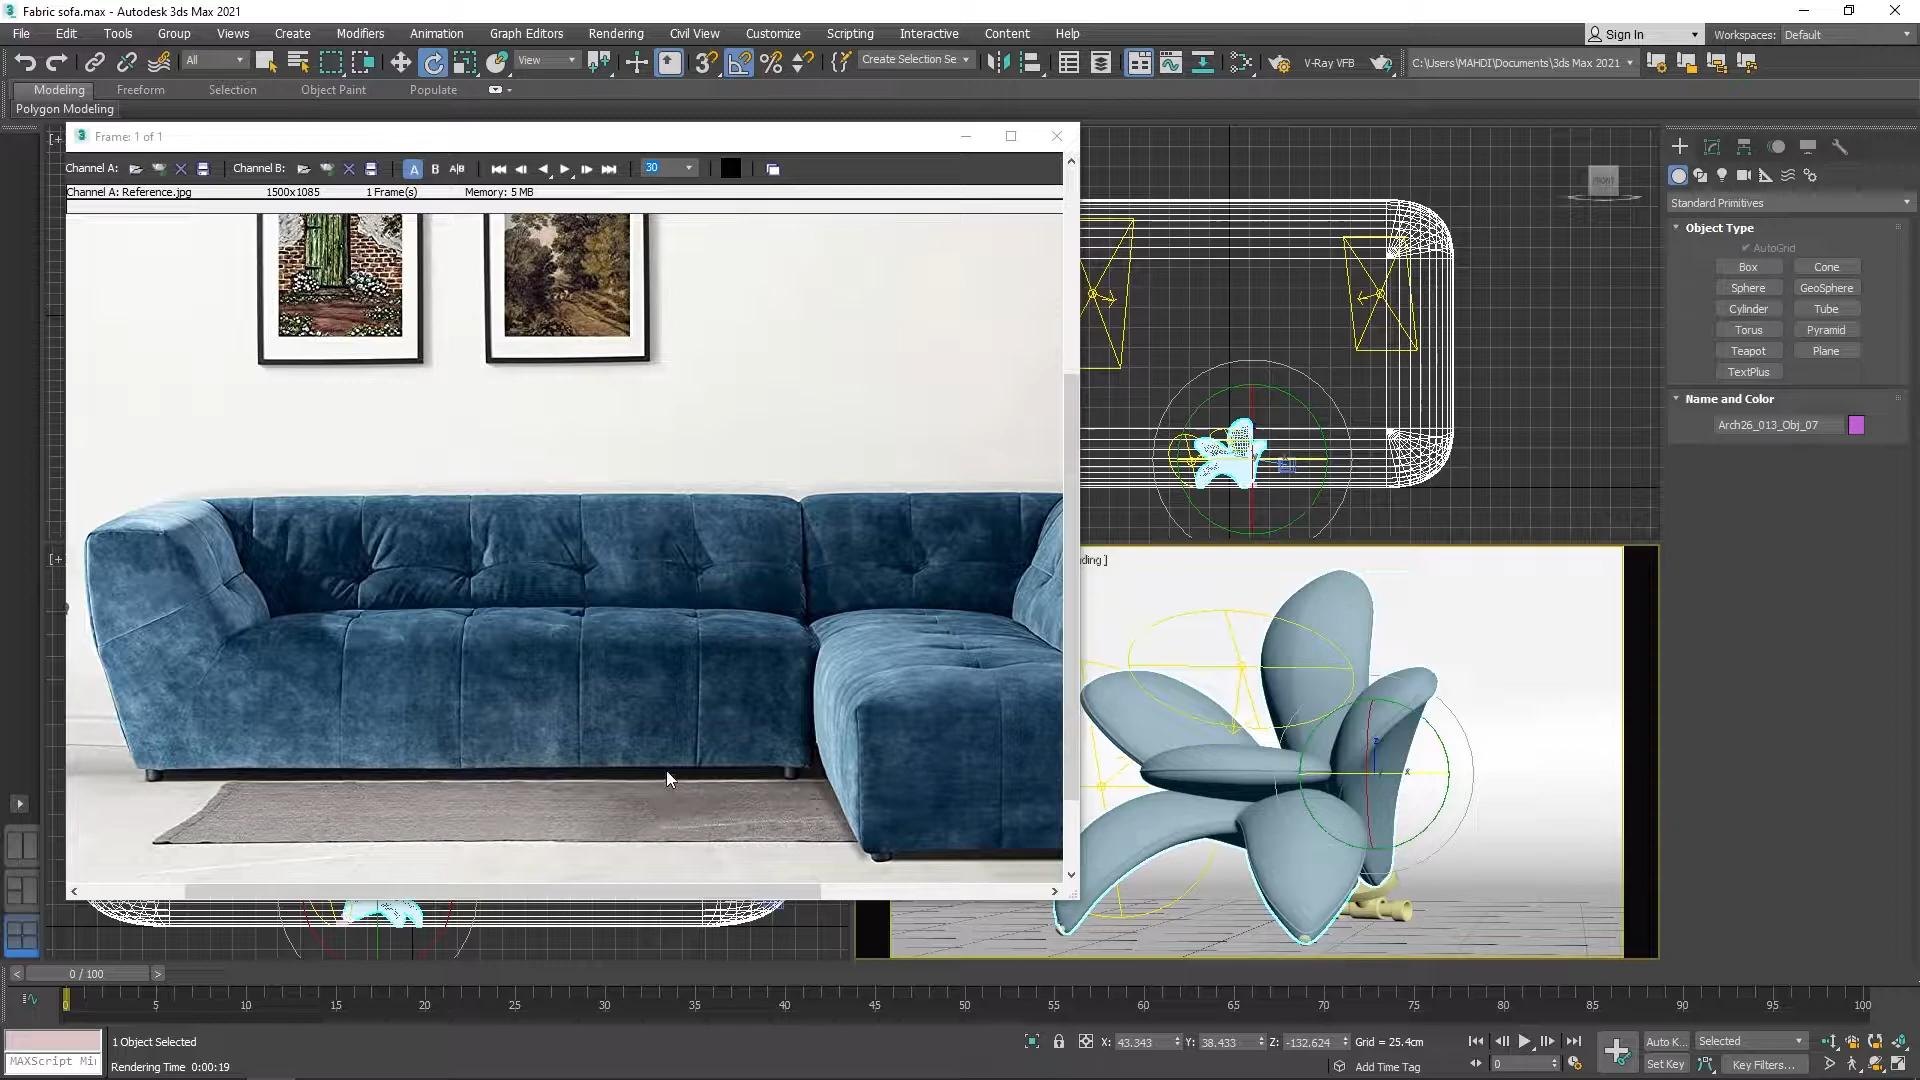 Fabric sofa.max - Autodesk 3ds Max 2021
File Edit Tools Group Views Create Modifiers Animation Graph Editors Rendering Civil View Customize Scripting Interactive Content Help
Sign In Workspaces: Default
All View Create Selection Se V-Ray VFB C:\Users\MAHDI\Documents\3ds Max 2021
Modeling Freeform Selection Object Paint Populate
Polygon Modeling
Frame: 1 of 1
Channel A: Channel B: A B A|B 30
Channel A: Reference.jpg 1500x1085 1 Frame(s) Memory: 5 MB
FRONT
Standard Primitives
Object Type
AutoGrid
Box Cone
Sphere GeoSphere
Cylinder Tube
Torus Pyramid
Teapot Plane
TextPlus
Name and Color
Arch26_013_Obj_07
[+
[+
ding ]
z
x
< 0 / 100 >
0 5 10 15 20 25 30 35 40 45 50 55 60 65 70 75 80 85 90 95 100
1 Object Selected X: 43.343 Y: 38.433 Z: -132.624 Grid = 25.4cm Auto K... Selected
MAXScript Mi Rendering Time 0:00:19 Add Time Tag 0 Set Key Key Filters...